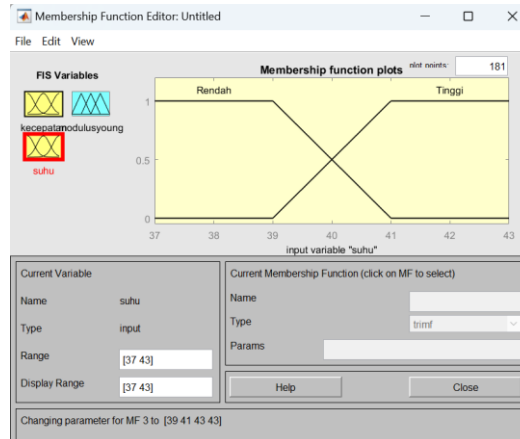 Membership Function Editor: Untitled
File Edit View
FIS Variables
Membership function plots
plot points:
181
kecepatan
modulusyoung
suhu
Rendah
Tinggi
1
0.5
0
37 38 39 40 41 42 43
input variable "suhu"
Current Variable
Name suhu
Type input
Range [37 43]
Display Range [37 43]
Current Membership Function (click on MF to select)
Name
Type trimf
Params
Help
Close
Changing parameter for MF 3 to [39 41 43 43]